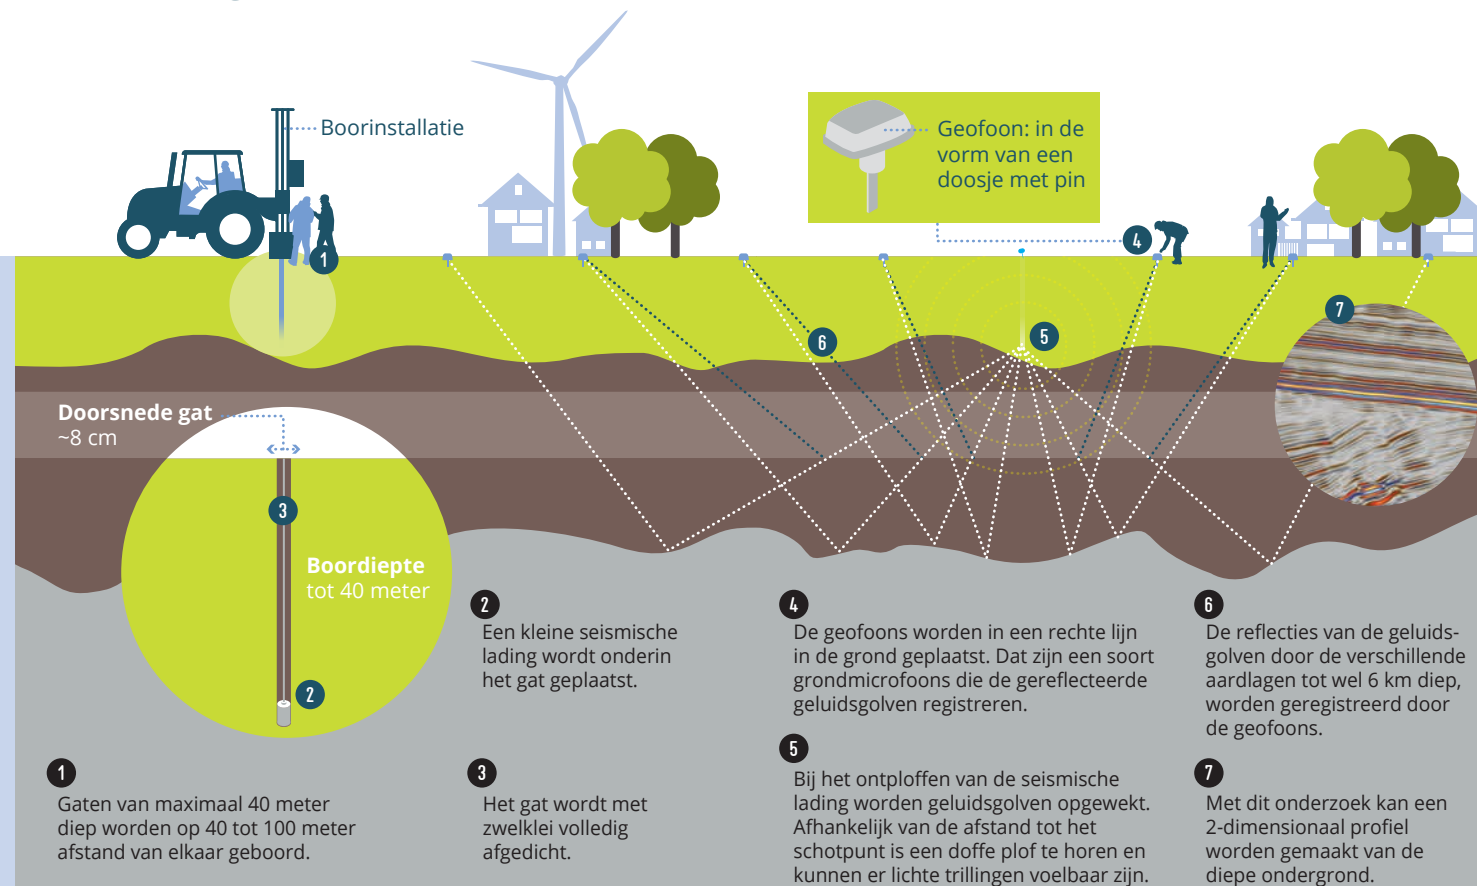 Boorinstallatie
Geofoon: in de
vorm van een
doosje met pin
1
4
5
6
7
Doorsnede gat
~8 cm
3
Boordiepte
tot 40 meter
2
1
Gaten van maximaal 40 meter
diep worden op 40 tot 100 meter
afstand van elkaar geboord.
2
Een kleine seismische
lading wordt onderin
het gat geplaatst.
3
Het gat wordt met
zwelklei volledig
afgedicht.
4
De geofoons worden in een rechte lijn
in de grond geplaatst. Dat zijn een soort
grondmicrofoons die de gereflecteerde
geluidsgolven registreren.
5
Bij het ontploffen van de seismische
lading worden geluidsgolven opgewekt.
Afhankelijk van de afstand tot het
schotpunt is een doffe plof te horen en
kunnen er lichte trillingen voelbaar zijn.
6
De reflecties van de geluids-
golven door de verschillende
aardlagen tot wel 6 km diep,
worden geregistreerd door
de geofoons.
7
Met dit onderzoek kan een
2-dimensionaal profiel
worden gemaakt van de
diepe ondergrond.